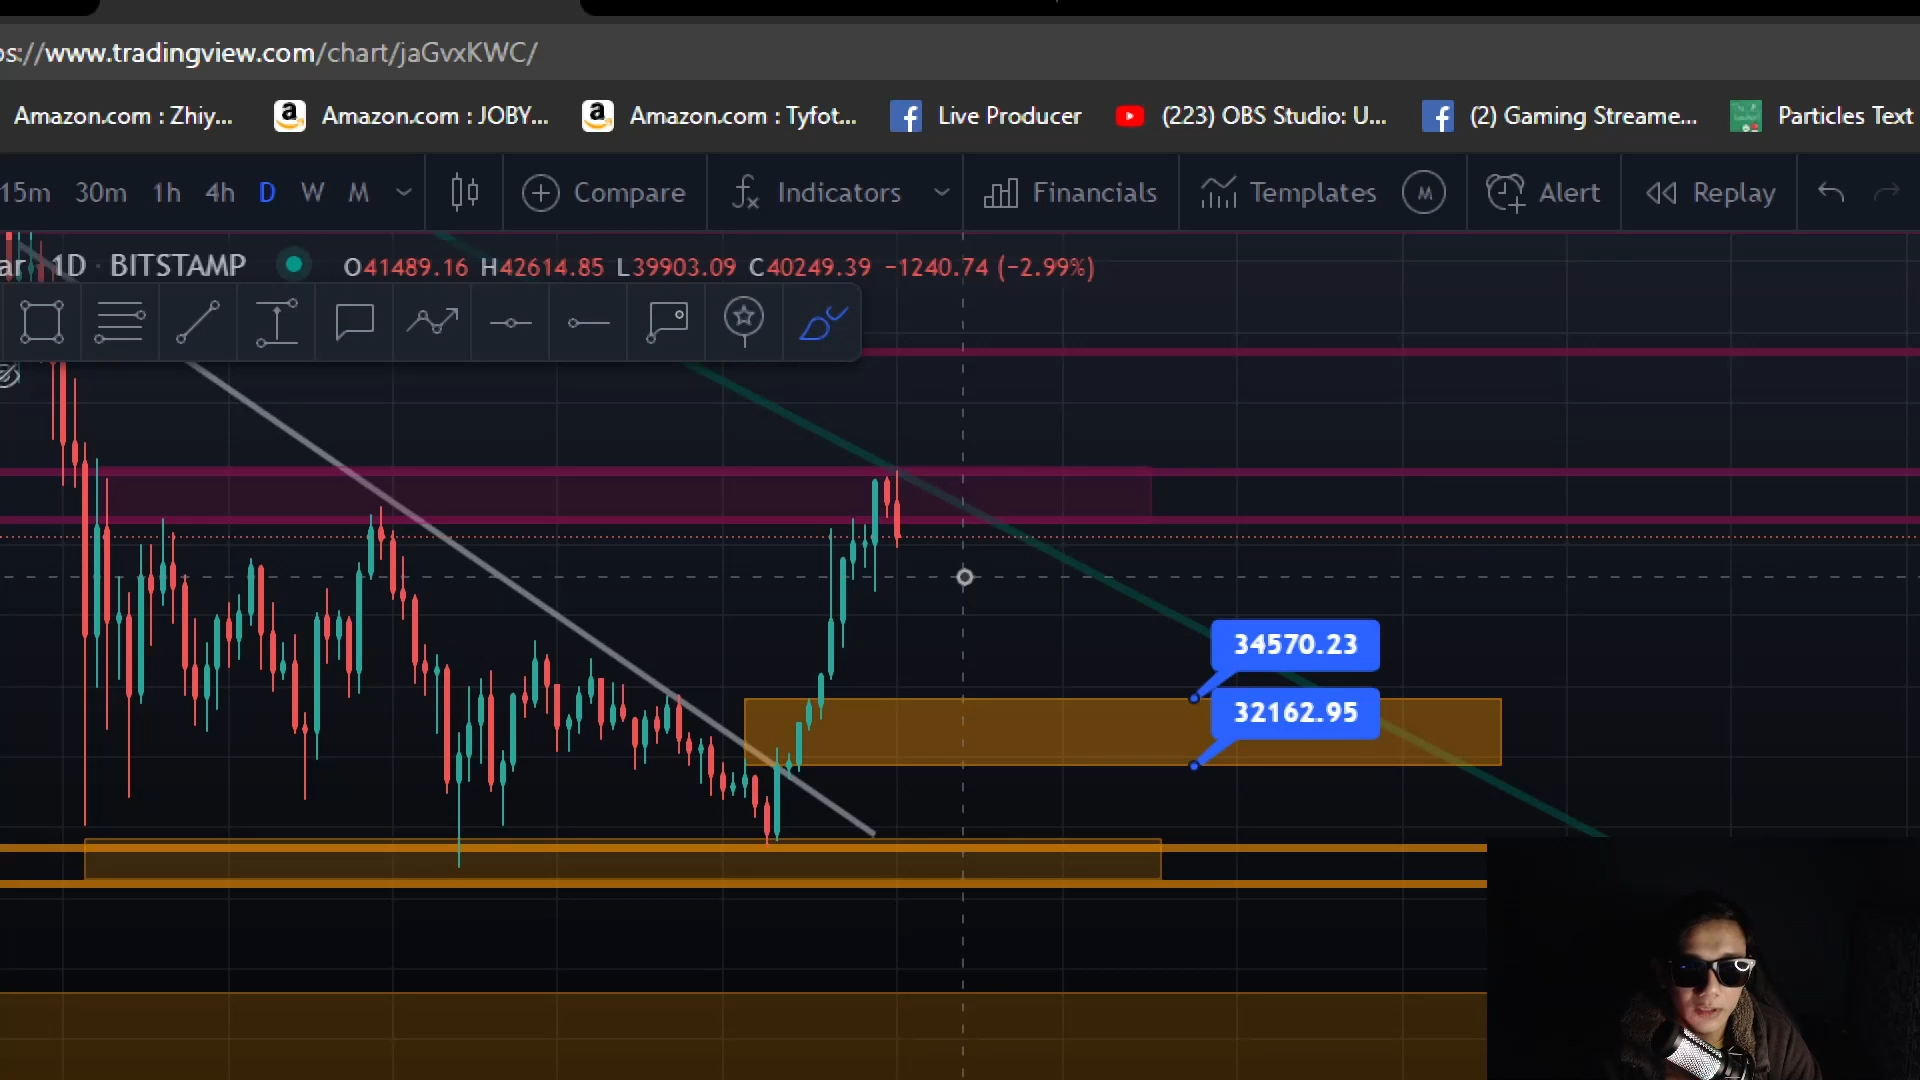 ps://www.tradingview.com/chart/jaGvxKWC/
Amazon.com : Zhiy... Amazon.com : JOBY... Amazon.com : Tyfot... Live Producer (223) OBS Studio: U... (2) Gaming Streame... Particles Text
15m 30m 1h 4h D W M Compare Indicators Financials Templates M Alert Replay
ar 1D · BITSTAMP O41489.16 H42614.85 L39903.09 C40249.39 −1240.74 (−2.99%)
34570.23
32162.95